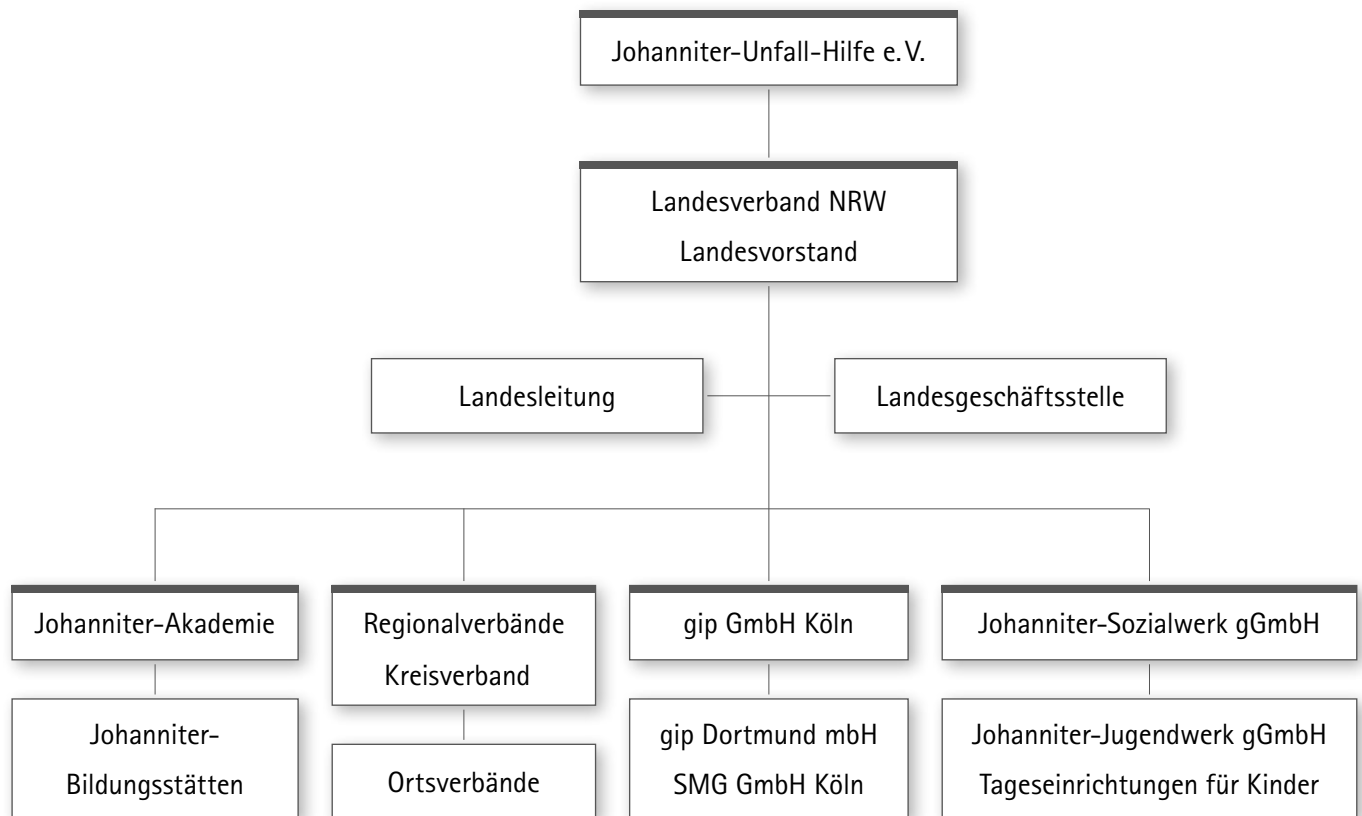 Johanniter-Unfall-Hilfe e.V.
Landesverband NRW
Landesvorstand
Landesleitung
Landesgeschäftsstelle
Johanniter-Akademie
Regionalverbände
Kreisverband
gip GmbH Köln
Johanniter-Sozialwerk gGmbH
Johanniter-
Bildungsstätten
Ortsverbände
gip Dortmund mbH
SMG GmbH Köln
Johanniter-Jugendwerk gGmbH
Tageseinrichtungen für Kinder